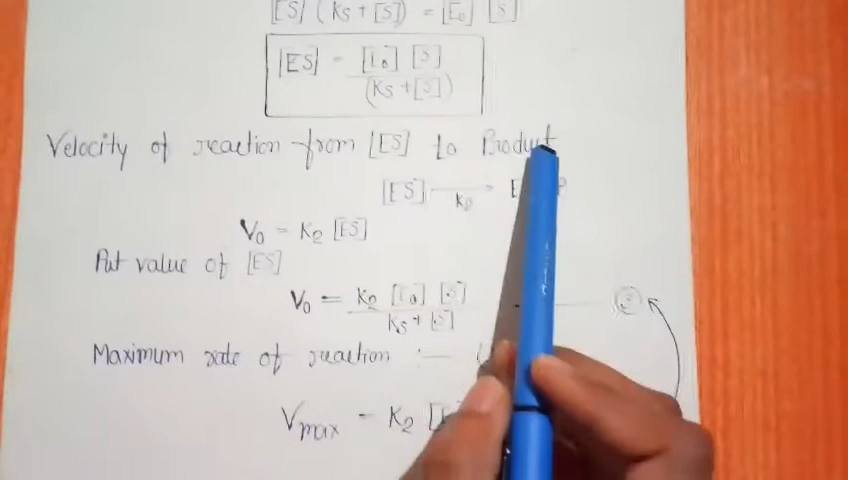 [ES] (Ks + [S]) = [E₀] [S]
[ES] = [E₀] [S] / (Ks + [S])
Velocity of reaction from [ES] to Product
[ES] K₂ E P
V₀ = K₂ [ES]
Put value of [ES]
V₀ = K₂ [E₀] [S] / Ks + [S]
Maximum rate of reaction :—
Vmax = K₂ [E